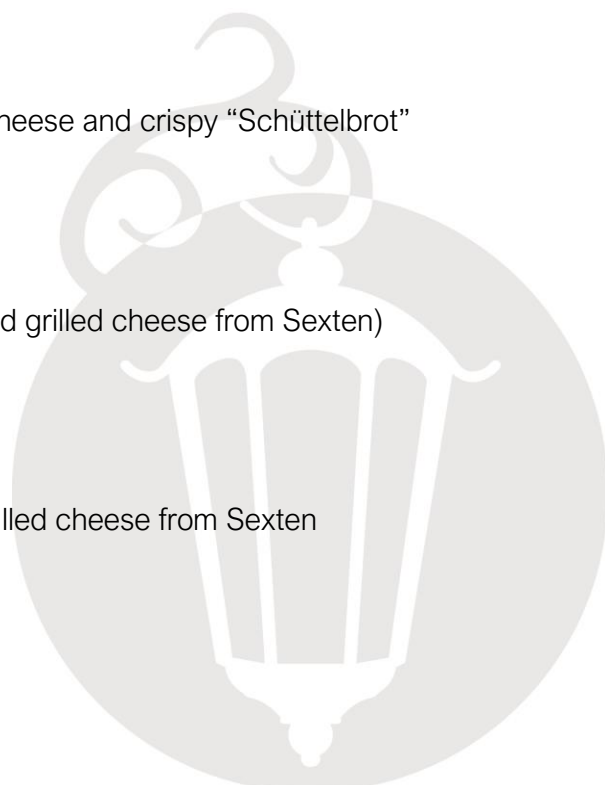 heese and crispy “Schüttelbrot”
d grilled cheese from Sexten)
lled cheese from Sexten